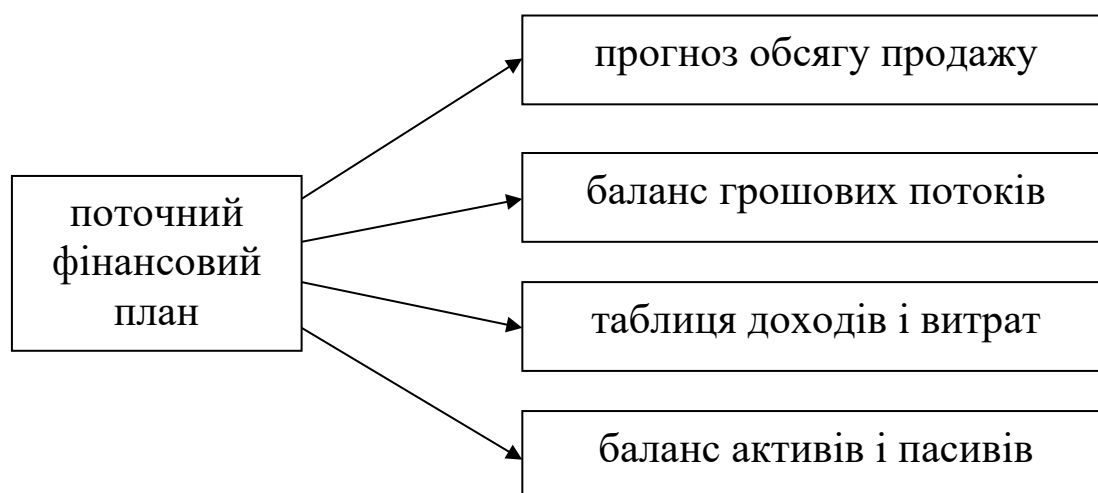 прогноз обсягу продажу
баланс грошових потоків
поточний
фінансовий
план
таблиця доходів і витрат
баланс активів і пасивів